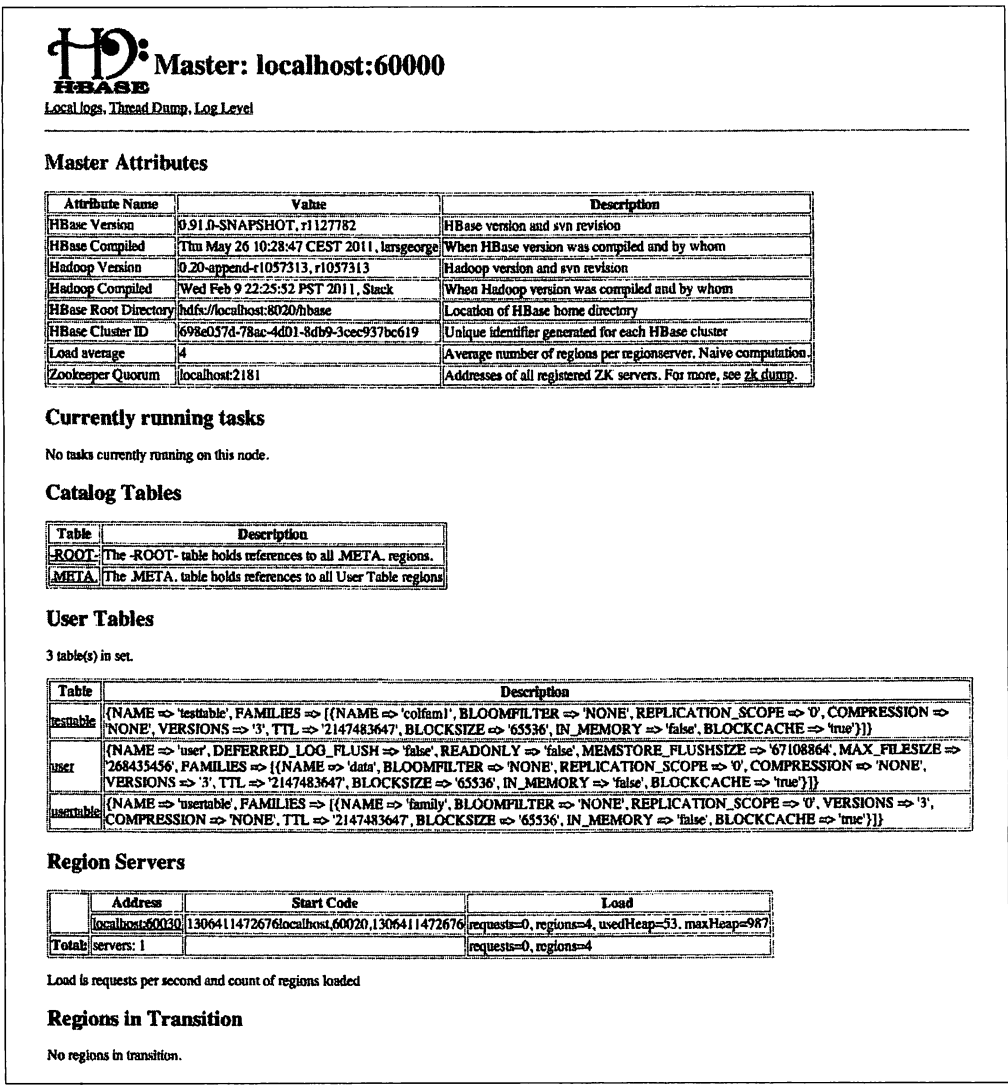 HBASE
Master: localhost:60000
Local logs, Thread Dump, Log Level
Master Attributes
Attribute Name Value Description
HBase Version 0.91.0-SNAPSHOT, r1127782 HBase version and svn revision
HBase Compiled Thu May 26 10:28:47 CEST 2011, larsgeorge When HBase version was compiled and by whom
Hadoop Version 0.20-append-r1057313, r1057313 Hadoop version and svn revision
Hadoop Compiled Wed Feb 9 22:25:52 PST 2011, Stack When Hadoop version was compiled and by whom
HBase Root Directory hdfs://localhost:8020/hbase Location of HBase home directory
HBase Cluster ID 698e057d-78ac-4d01-8db9-3cec937bc619 Unique identifier generated for each HBase cluster
Load average 4 Average number of regions per regionserver. Naive computation.
Zookeeper Quorum localhost:2181 Addresses of all registered ZK servers. For more, see zk dump.
Currently running tasks
No tasks currently running on this node.
Catalog Tables
Table Description
-ROOT- The -ROOT- table holds references to all .META. regions.
.META. The .META. table holds references to all User Table regions
User Tables
3 table(s) in set.
Table Description
testtable {NAME => 'testtable', FAMILIES => [{NAME => 'colfam1', BLOOMFILTER => 'NONE', REPLICATION_SCOPE => '0', COMPRESSION =>
'NONE', VERSIONS => '3', TTL => '2147483647', BLOCKSIZE => '65536', IN_MEMORY => 'false', BLOCKCACHE => 'true'}]}
user {NAME => 'user', DEFERRED_LOG_FLUSH => 'false', READONLY => 'false', MEMSTORE_FLUSHSIZE => '67108864', MAX_FILESIZE =>
'268435456', FAMILIES => [{NAME => 'data', BLOOMFILTER => 'NONE', REPLICATION_SCOPE => '0', COMPRESSION => 'NONE',
VERSIONS => '3', TTL => '2147483647', BLOCKSIZE => '65536', IN_MEMORY => 'false', BLOCKCACHE => 'true'}]}
usertable {NAME => 'usertable', FAMILIES => [{NAME => 'family', BLOOMFILTER => 'NONE', REPLICATION_SCOPE => '0', VERSIONS => '3',
COMPRESSION => 'NONE', TTL => '2147483647', BLOCKSIZE => '65536', IN_MEMORY => 'false', BLOCKCACHE => 'true'}]}
Region Servers
Address Start Code Load
localhost:60030 1306411472676localhost,60020,1306411472676 requests=0, regions=4, usedHeap=53, maxHeap=987
Total: servers: 1 requests=0, regions=4
Load is requests per second and count of regions loaded
Regions in Transition
No regions in transition.